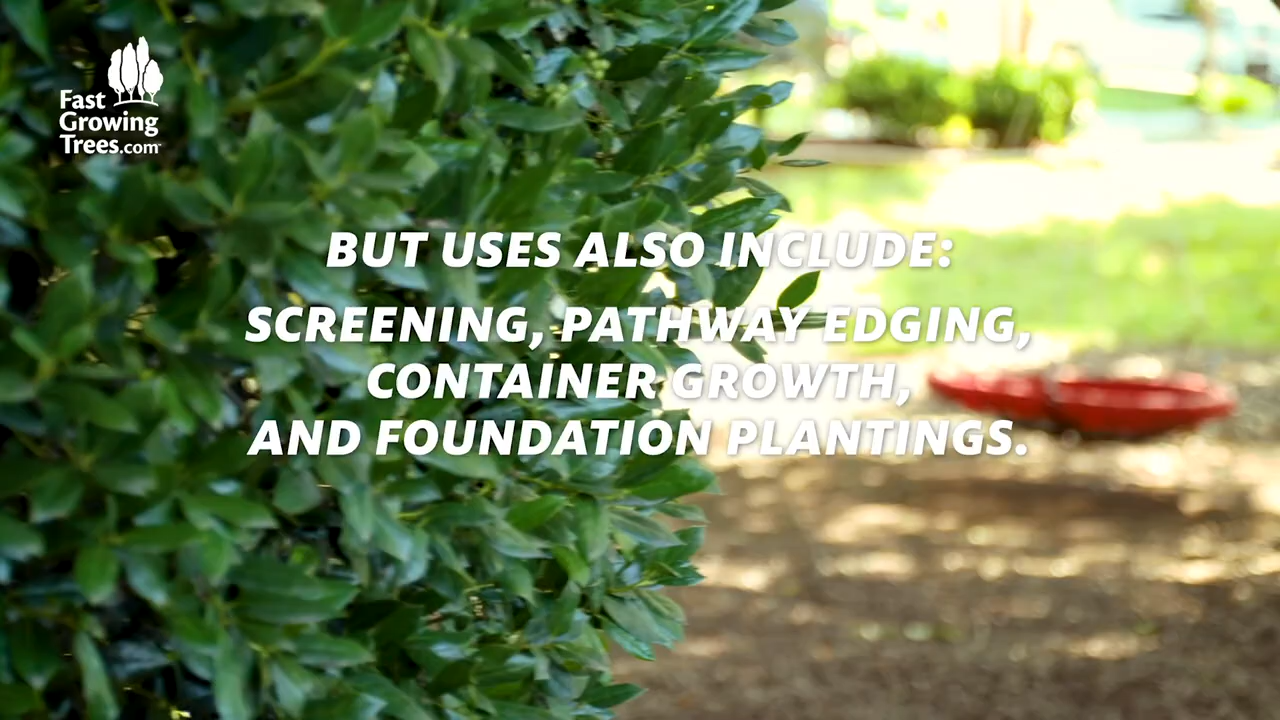 Fast
Growing
Trees.com
BUT USES ALSO INCLUDE:
SCREENING, PATHWAY EDGING,
CONTAINER GROWTH,
AND FOUNDATION PLANTINGS.